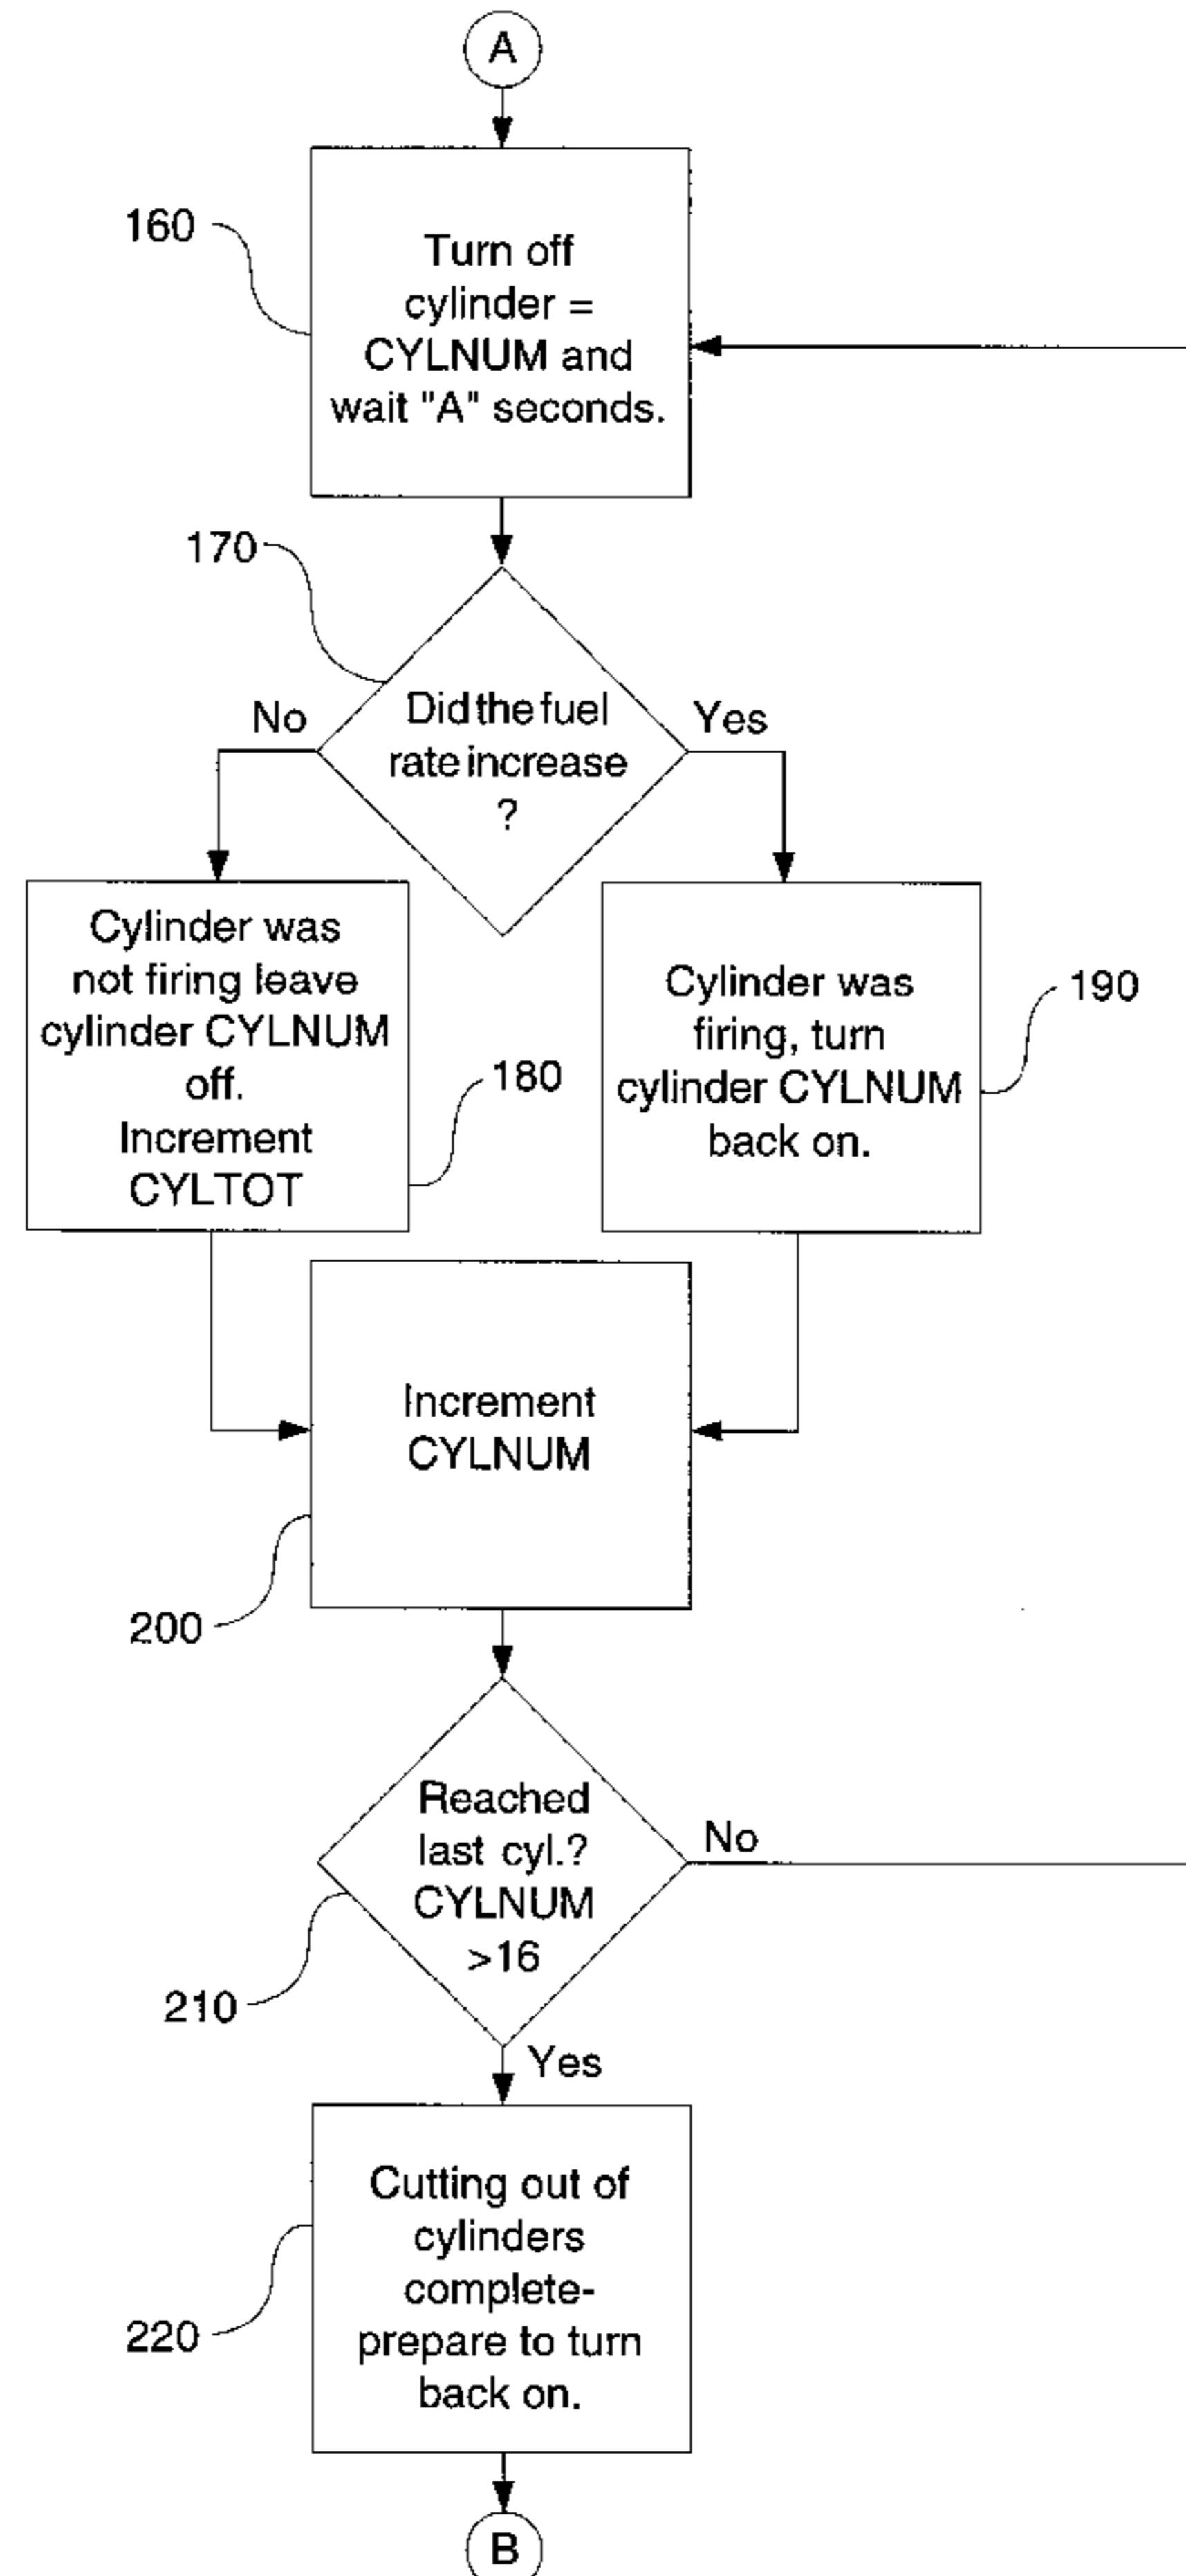 A
160
Turn off
cylinder =
CYLNUM and
wait "A" seconds.
170
Did the fuel
rate increase
?
No
Yes
Cylinder was
not firing leave
cylinder CYLNUM
off.
Increment
CYLTOT
180
Cylinder was
firing, turn
cylinder CYLNUM
back on.
190
Increment
CYLNUM
200
Reached
last cyl.?
CYLNUM
>16
No
210
Yes
Cutting out of
cylinders
complete-
prepare to turn
back on.
220
B